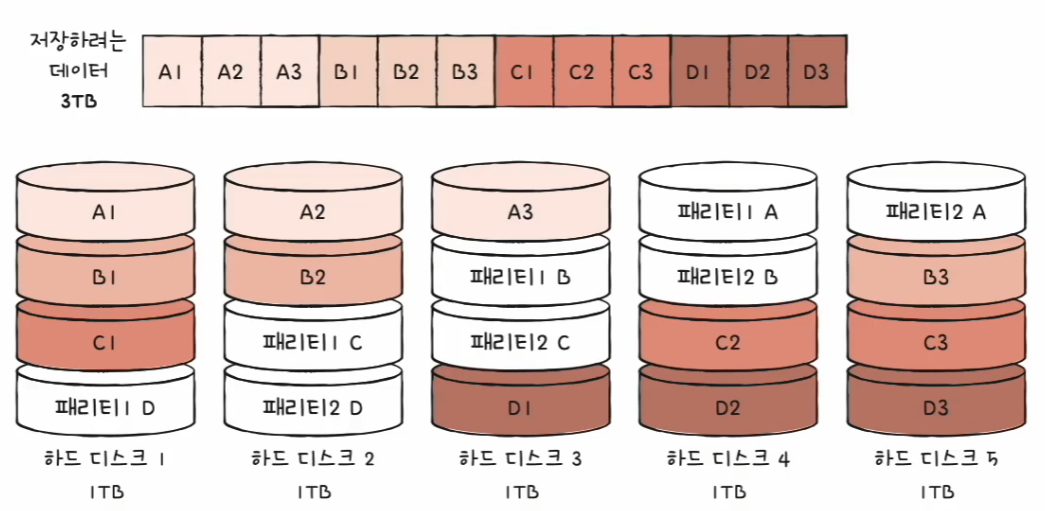 저장하려는
데이터
3TB
A1 A2 A3 B1 B2 B3 C1 C2 C3 D1 D2 D3
A1 A2 A3 패리티1 A 패리티2 A
B1 B2 패리티1 B 패리티2 B B3
C1 패리티1 C 패리티2 C C2 C3
패리티1 D 패리티2 D D1 D2 D3
하드 디스크 1 하드 디스크 2 하드 디스크 3 하드 디스크 4 하드 디스크 5
1TB 1TB 1TB 1TB 1TB